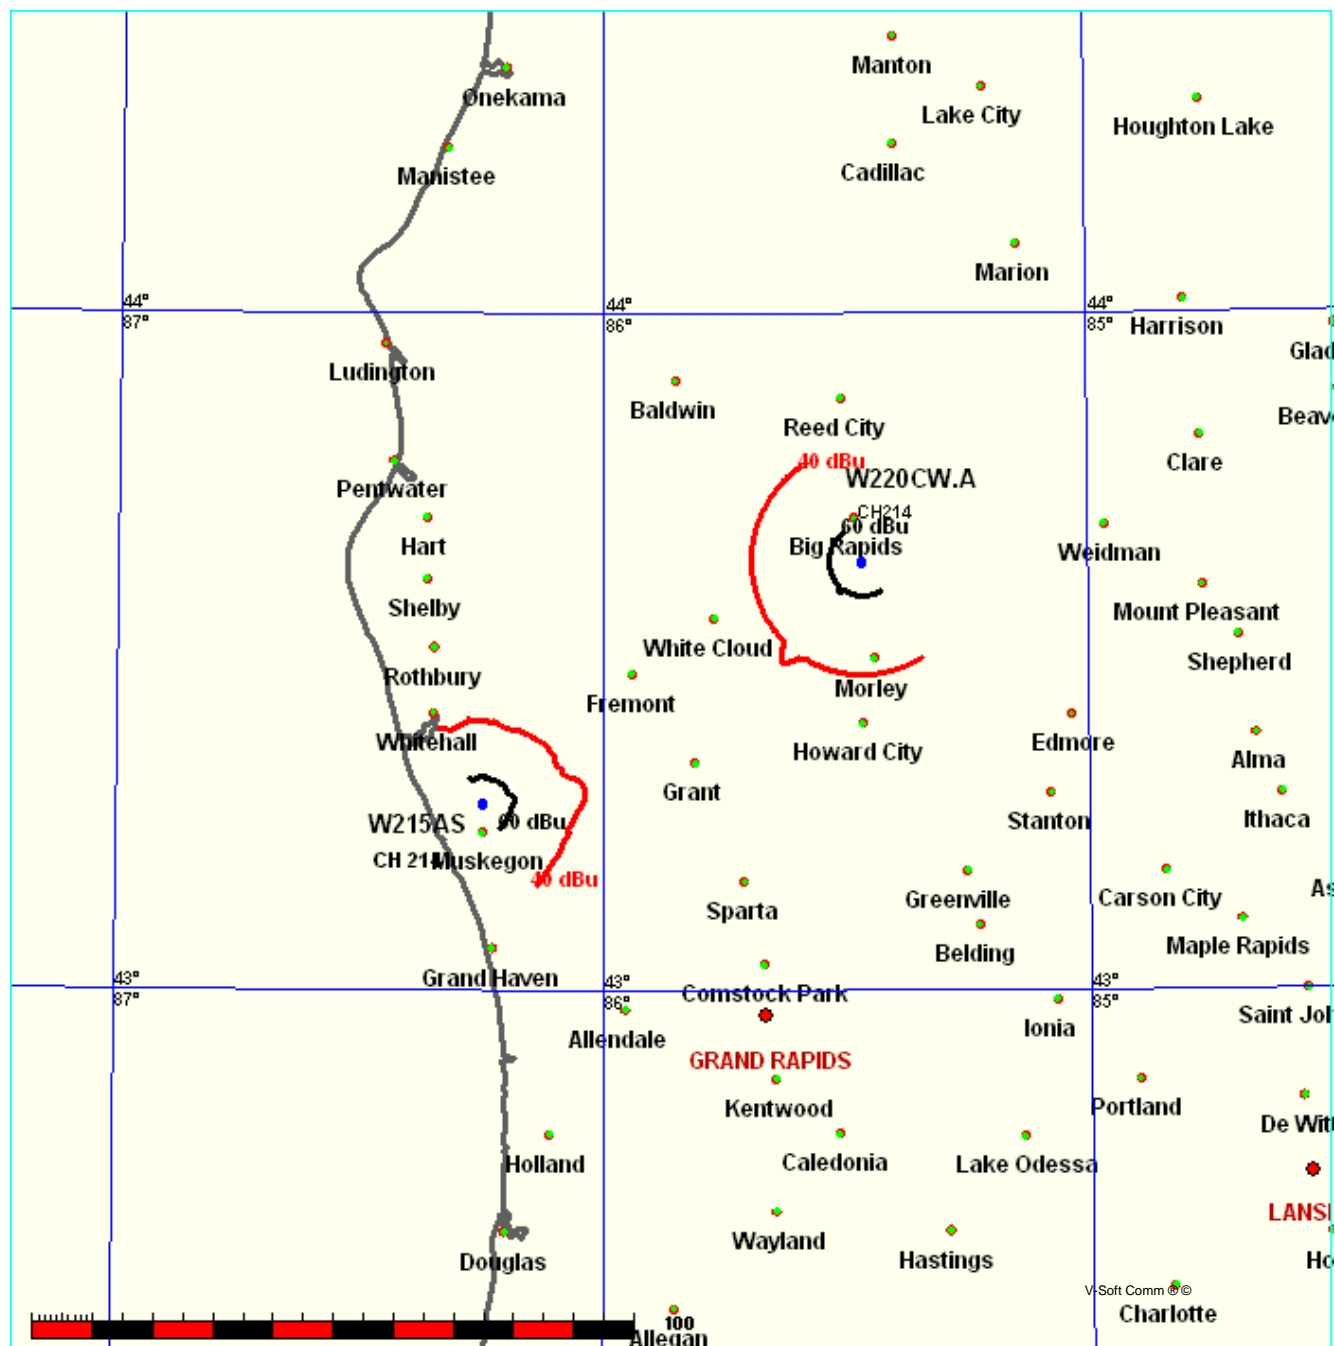 Manton
Onekama
Lake City
Houghton Lake
Cadillac
Manistee
Marion
44°
87°
44°
86°
44°
85°
Harrison
Ludington
Baldwin
Reed City
40 dBu
Clare
W220CW.A
Pentwater
CH214
60 dBu
Hart
Big Rapids
Weidman
Shelby
Mount Pleasant
White Cloud
Shepherd
Rothbury
Morley
Fremont
Whitehall
Howard City
Edmore
Alma
Grant
W215AS
60 dBu
Stanton
Ithaca
CH 214
Muskegon
40 dBu
Greenville
Carson City
Sparta
Maple Rapids
Belding
Grand Haven
43°
87°
43°
86°
43°
85°
Comstock Park
Allendale
Ionia
GRAND RAPIDS
Kentwood
Portland
Holland
Caledonia
Lake Odessa
Wayland
Douglas
Hastings
V-Soft Comm ® ©
Charlotte
100
Allegan